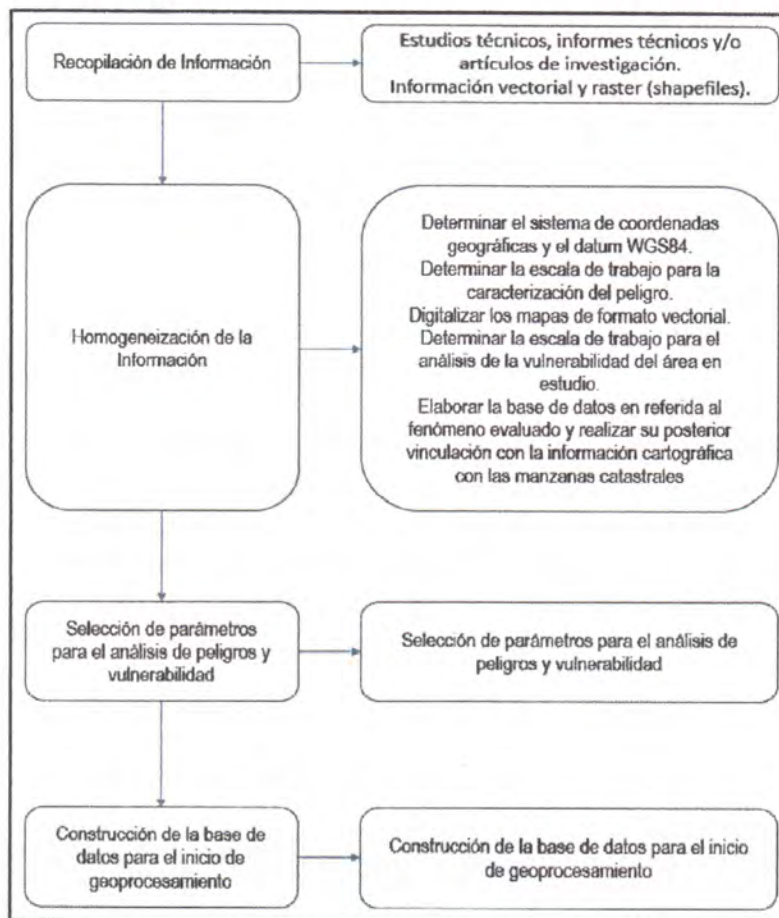 Recopilación de Información
Estudios técnicos, informes técnicos y/o
artículos de investigación.
Información vectorial y raster (shapefiles).
Homogeneización de la
Información
Determinar el sistema de coordenadas
geográficas y el datum WGS84.
Determinar la escala de trabajo para la
caracterización del peligro.
Digitalizar los mapas de formato vectorial.
Determinar la escala de trabajo para el
análisis de la vulnerabilidad del área en
estudio.
Elaborar la base de datos en referida al
fenómeno evaluado y realizar su posterior
vinculación con la información cartográfica
con las manzanas catastrales
Selección de parámetros
para el análisis de peligros y
vulnerabilidad
Selección de parámetros para el análisis de
peligros y vulnerabilidad
Construcción de la base de
datos para el inicio de
geoprocesamiento
Construcción de la base de datos para el inicio
de geoprocesamiento